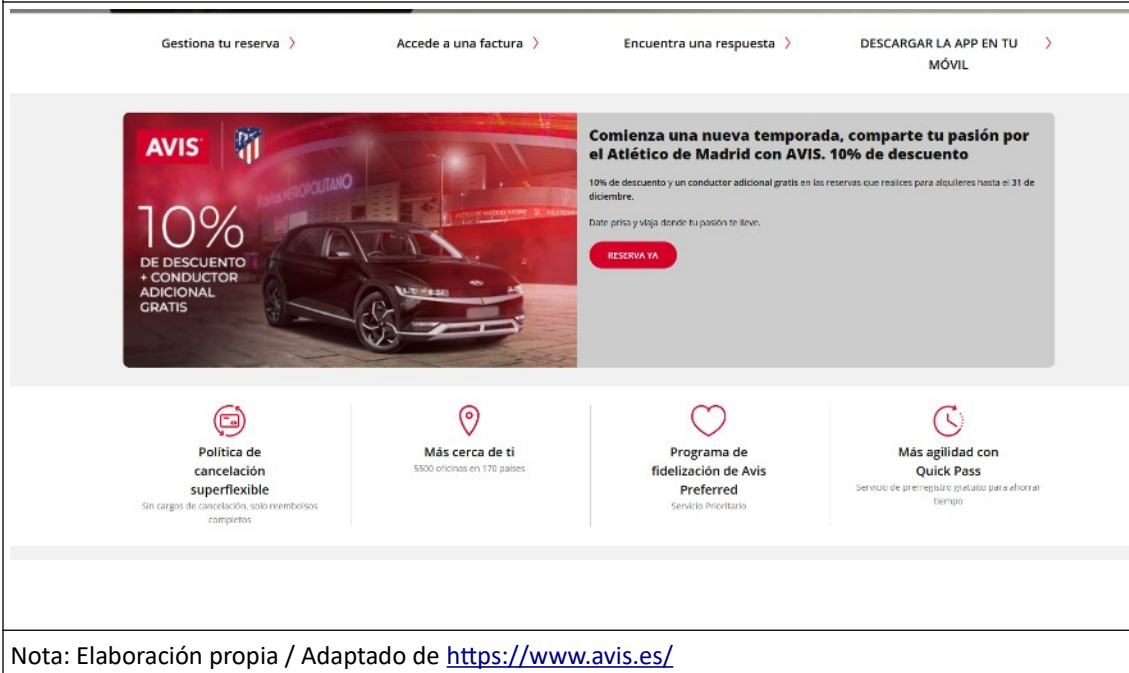 Gestiona tu reserva
Accede a una factura
Encuentra una respuesta
DESCARGAR LA APP EN TU
MÓVIL
AVIS
10%
DE DESCUENTO
+ CONDUCTOR
ADICIONAL
GRATIS
METROPOLITANO
Comienza una nueva temporada, comparte tu pasión por
el Atlético de Madrid con AVIS. 10% de descuento
10% de descuento y un conductor adicional gratis en las reservas que realices para alquileres hasta el 31 de
diciembre.
Date prisa y viaja donde tu pasión te lleve.
RESERVA YA
Política de
cancelación
superflexible
Sin cargos de cancelación, solo reembolsos
completos
Más cerca de ti
5500 oficinas en 170 países
Programa de
fidelización de Avis
Preferred
Servicio Prioritario
Más agilidad con
Quick Pass
Servicio de prerregistro gratuito para ahorrar
tiempo
Nota: Elaboración propia / Adaptado de https://www.avis.es/